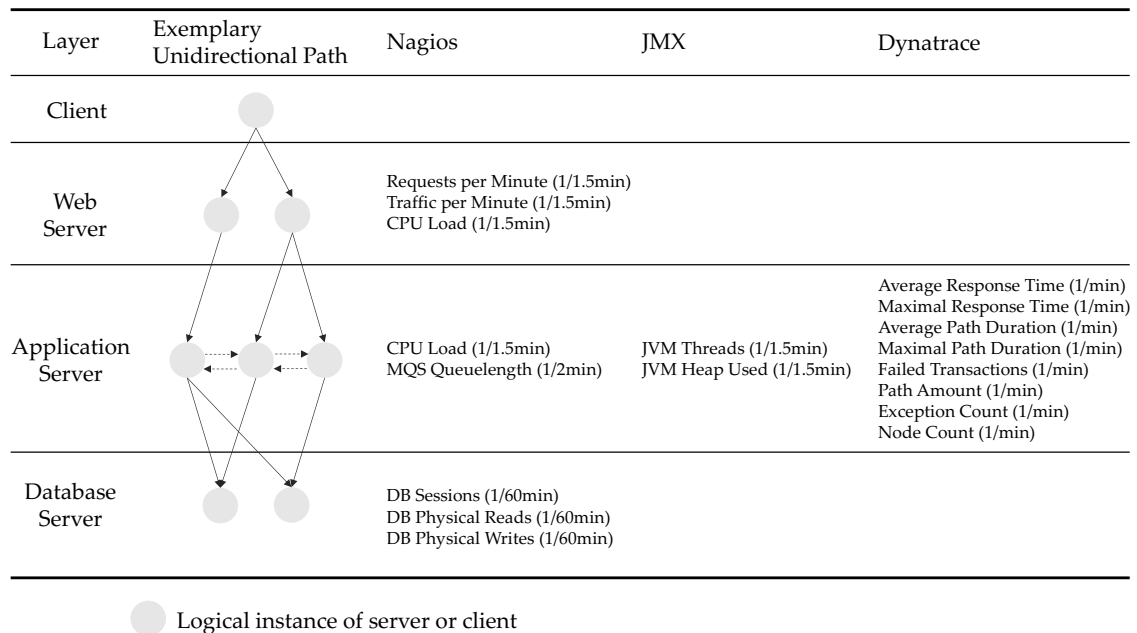 Layer
Exemplary
Unidirectional Path
Nagios
JMX
Dynatrace
Client
Web
Server
Requests per Minute (1/1.5min)
Traffic per Minute (1/1.5min)
CPU Load (1/1.5min)
Application
Server
CPU Load (1/1.5min)
MQS Queuelength (1/2min)
JVM Threads (1/1.5min)
JVM Heap Used (1/1.5min)
Average Response Time (1/min)
Maximal Response Time (1/min)
Average Path Duration (1/min)
Maximal Path Duration (1/min)
Failed Transactions (1/min)
Path Amount (1/min)
Exception Count (1/min)
Node Count (1/min)
Database
Server
DB Sessions (1/60min)
DB Physical Reads (1/60min)
DB Physical Writes (1/60min)
Logical instance of server or client